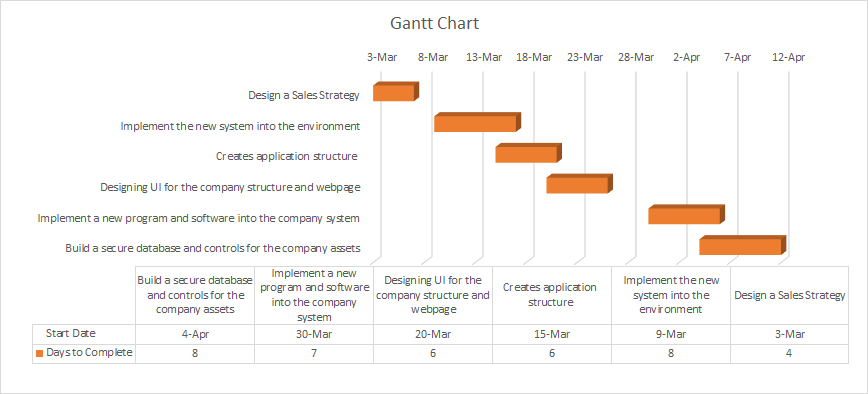 Gantt Chart
3-Mar 8-Mar 13-Mar 18-Mar 23-Mar 28-Mar 2-Apr 7-Apr 12-Apr
Design a Sales Strategy
Implement the new system into the environment
Creates application structure
Designing UI for the company structure and webpage
Implement a new program and software into the company system
Build a secure database and controls for the company assets
Build a secure database
and controls for the
company assets
Implement a new
program and software
into the company
system
Designing UI for the
company structure and
webpage
Creates application
structure
Implement the new
system into the
environment
Design a Sales Strategy
Start Date 4-Apr 30-Mar 20-Mar 15-Mar 9-Mar 3-Mar
Days to Complete 8 7 6 6 8 4